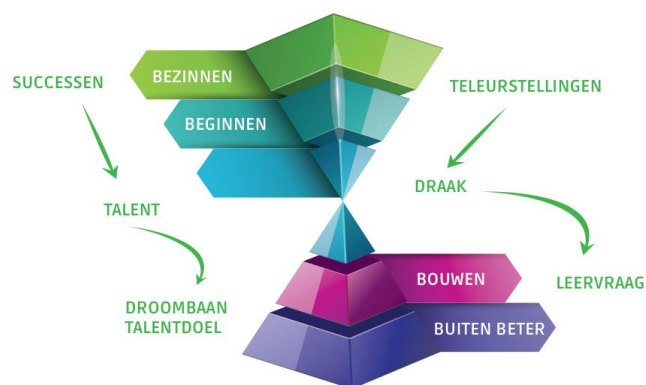 BEZINNEN
SUCCESSEN
TELEURSTELLINGEN
BEGINNEN
DRAAK
TALENT
BOUWEN
LEERVRAAG
DROOMBAAN
TALENTDOEL
BUITEN BETER